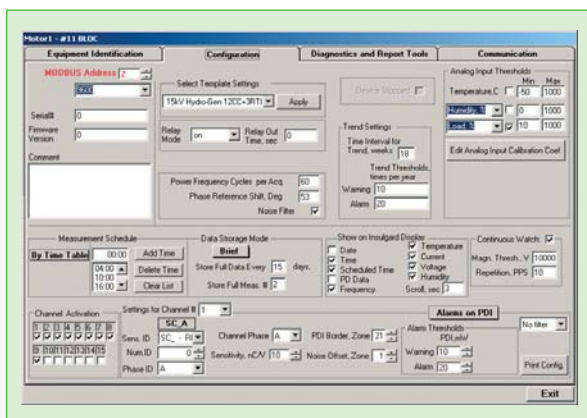 Motor1 - #11 BLOC
Equipment Identification Configuration Diagnostics and Report Tools Communication
MODBUS Address 2
9600
Serial# 0
Firmware Version 0
Comment
Select Template Settings
15kV Hydro-Gen 12CC+3RTI Apply
Relay Mode on Relay Out Time, sec 0
Power Frequency Cycles per Acq. 60
Phase Reference Shift, Deg 53
Noise Filter
Device Stopped
Trend Settings
Time Interval for Trend, weeks 18
Trend Thresholds, times per year
Warning 10
Alarm 20
Analog Input Thresholds
Min Max
Temperature,C -50 1000
Humidity, % 0 1000
Load, % 10 1000
Edit Analog Input Calibration Coef.
Measurement Schedule
By Time Table 00:00 Add Time
04:00
10:00
16:00
Delete Time
Clear List
Data Storage Mode
Brief
Store Full Data Every 15 days,
Store Full Meas. # 2
Show on Insulgard Display
Date
Time
Scheduled Time
PD Data
Frequency
Temperature
Current
Voltage
Humidity
Scroll, sec 3
Continuous Watch:
Magn. Thresh., V 10000
Repetition, PPS 10
Channel Activation
1 2 3 4 5 6 7 8
9 10 11 12 13 14 15
Settings for Channel # 1
SC_A
Sens. ID SC_ - RI
Num.ID 0
Phase ID A
Channel Phase A
Sensitivity, nC/V 10
PDI Border, Zone 21
Noise Offset, Zone 1
Alarms on PDI
Alarm Thresholds
PDI,mW
Warning 10
Alarm 20
No filter
Print Config.
Exit